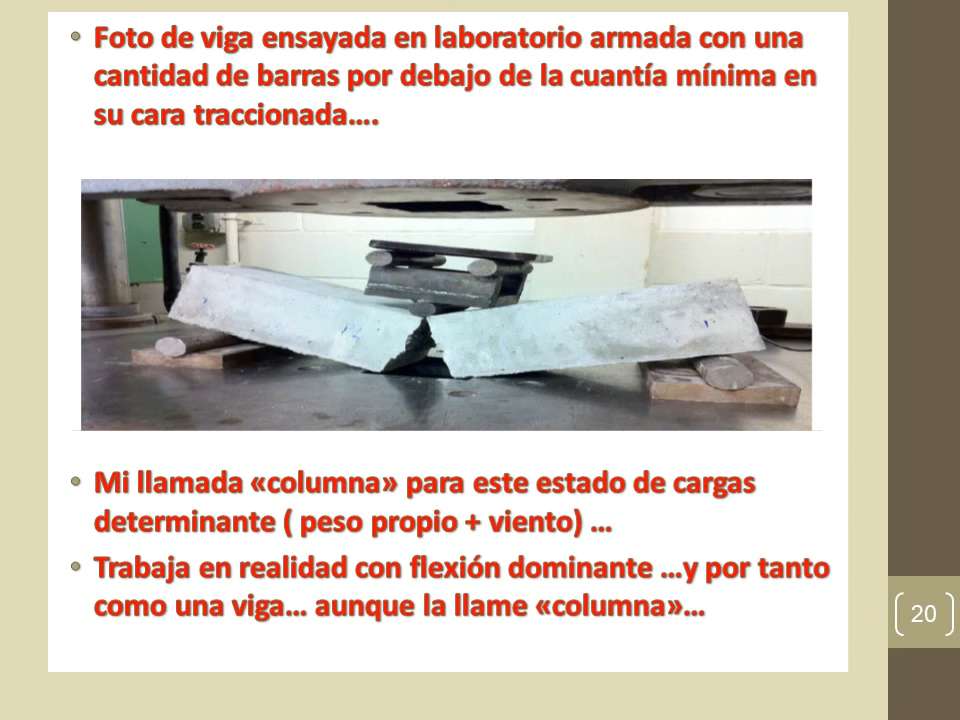 • Foto de viga ensayada en laboratorio armada con una
cantidad de barras por debajo de la cuantía mínima en
su cara traccionada….
• Mi llamada «columna» para este estado de cargas
determinante ( peso propio + viento) …
• Trabaja en realidad con flexión dominante …y por tanto
como una viga… aunque la llame «columna»…
20